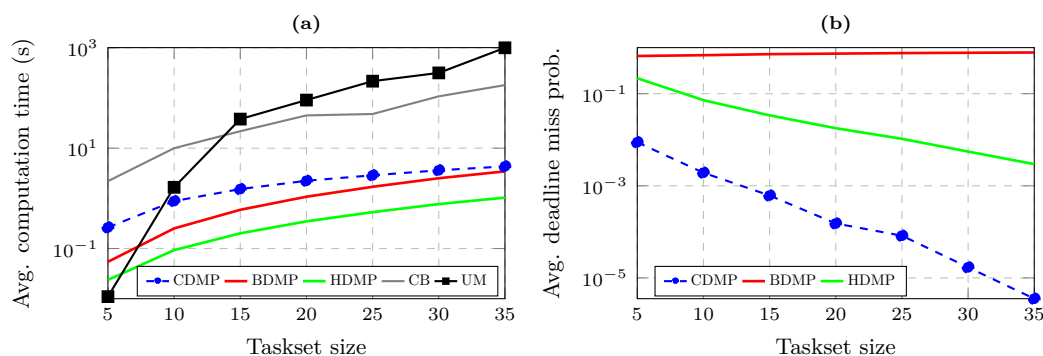 (a)
Avg. computation time (s)
10^3
10^1
10^−1
CDMP BDMP HDMP CB UM
5 10 15 20 25 30 35
Taskset size
(b)
Avg. deadline miss prob.
10^−1
10^−3
10^−5
CDMP BDMP HDMP
5 10 15 20 25 30 35
Taskset size